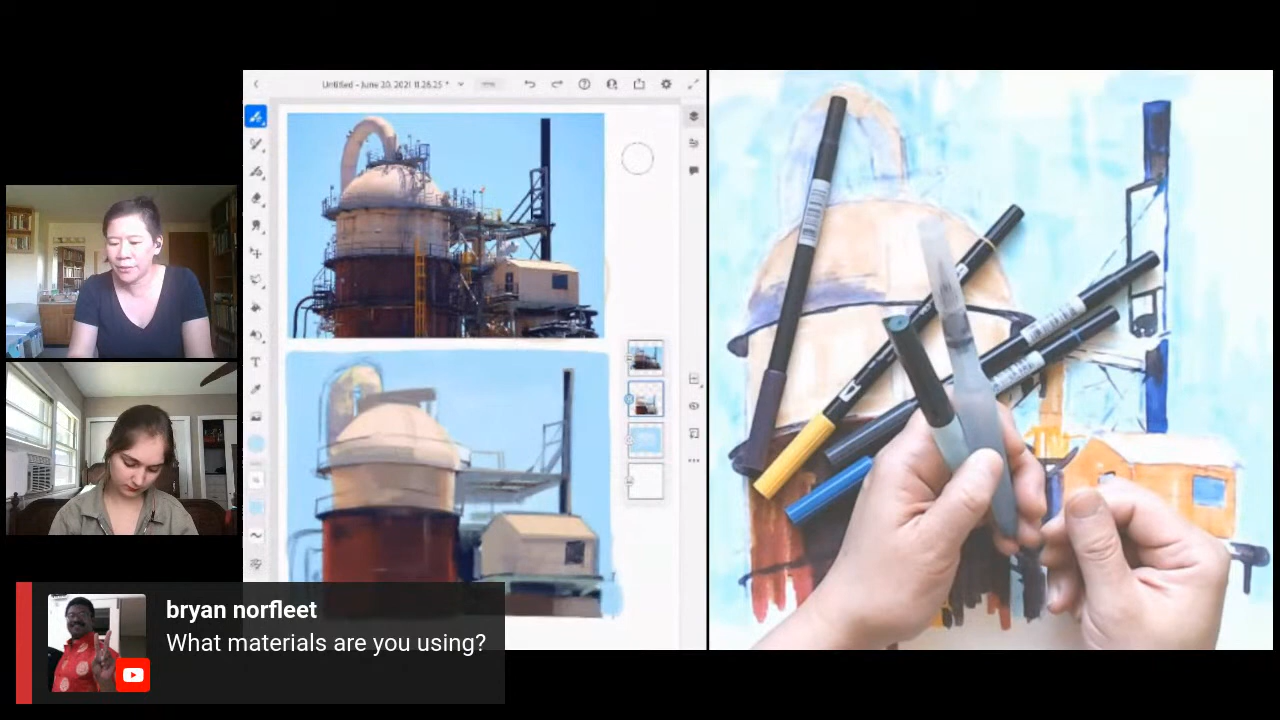 Untitled - June 20, 2021 11.26.25 *
T
bryan norfleet
What materials are you using?